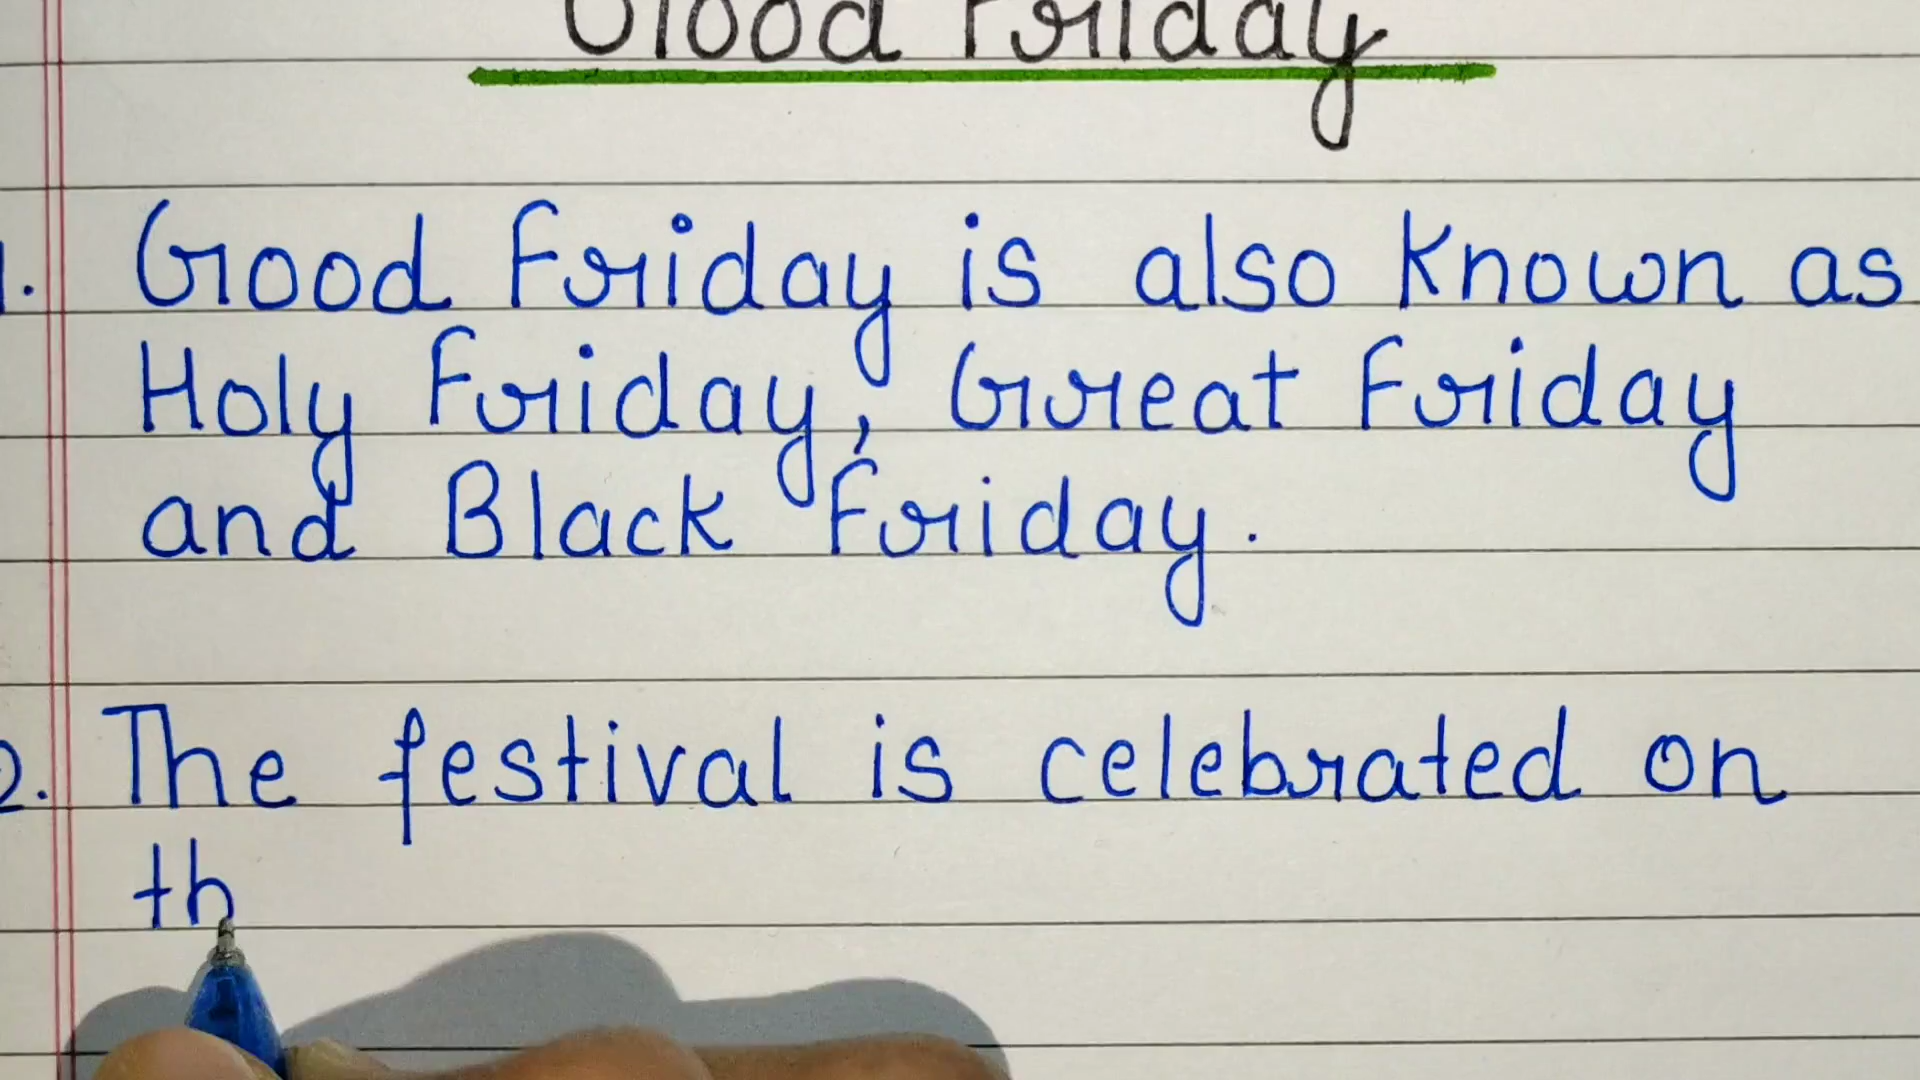 Good Friday
1. Good Friday is also known as
Holy Friday, Great Friday
and Black Friday.
2. The festival is celebrated on
th